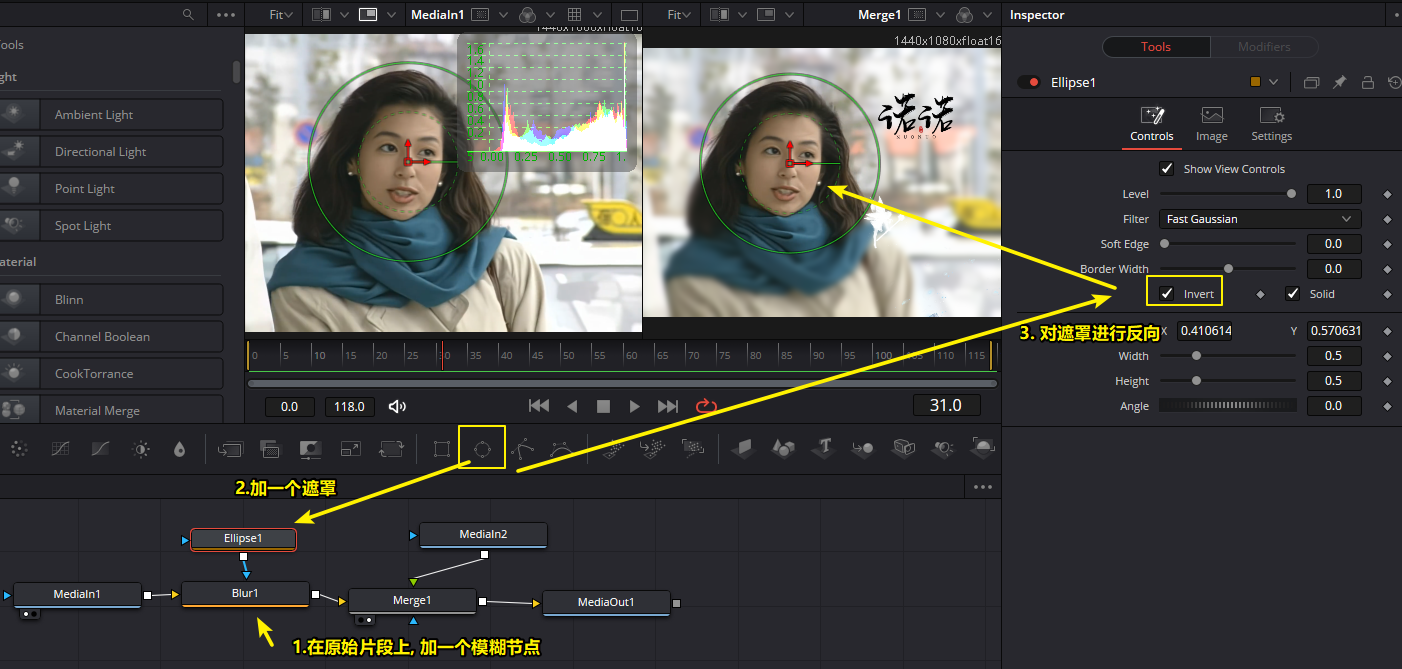 Fit
MediaIn1
Fit
Merge1
Inspector
1440x1080xfloat16
1440x1080xfloat16
ools
Tools
Modifiers
ght
Ellipse1
Ambient Light
Directional Light
Point Light
Spot Light
aterial
Blinn
Channel Boolean
CookTorrance
Material Merge
1.6
1.4
1.2
1.0
0.8
0.6
0.4
0.2
5 0.00 0.25 0.50 0.75 1.
诺诺
NUONUO
Controls
Image
Settings
Show View Controls
Level 1.0
Filter Fast Gaussian
Soft Edge 0.0
Border Width 0.0
Invert
Solid
3. 对遮罩进行反向
X 0.410614 Y 0.570631
Width 0.5
Height 0.5
Angle 0.0
0 5 10 15 20 25 30 35 40 45 50 55 60 65 70 75 80 85 90 95 100 105 110 115
0.0
118.0
31.0
T
2.加一个遮罩
Ellipse1
MediaIn2
MediaIn1
Blur1
Merge1
MediaOut1
1.在原始片段上, 加一个模糊节点